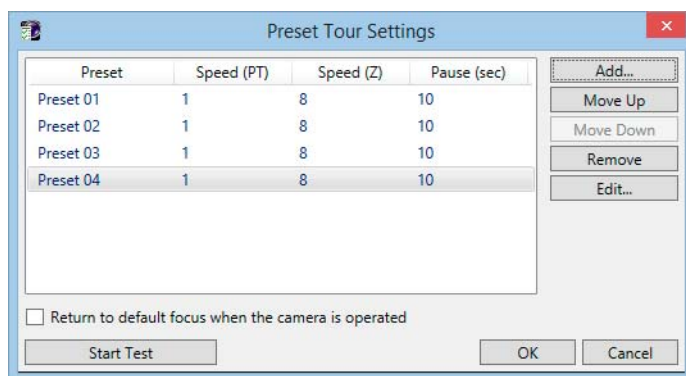 Preset Tour Settings
Preset Speed (PT) Speed (Z) Pause (sec)
Preset 01 1 8 10
Preset 02 1 8 10
Preset 03 1 8 10
Preset 04 1 8 10
Add...
Move Up
Move Down
Remove
Edit...
Return to default focus when the camera is operated
Start Test OK Cancel